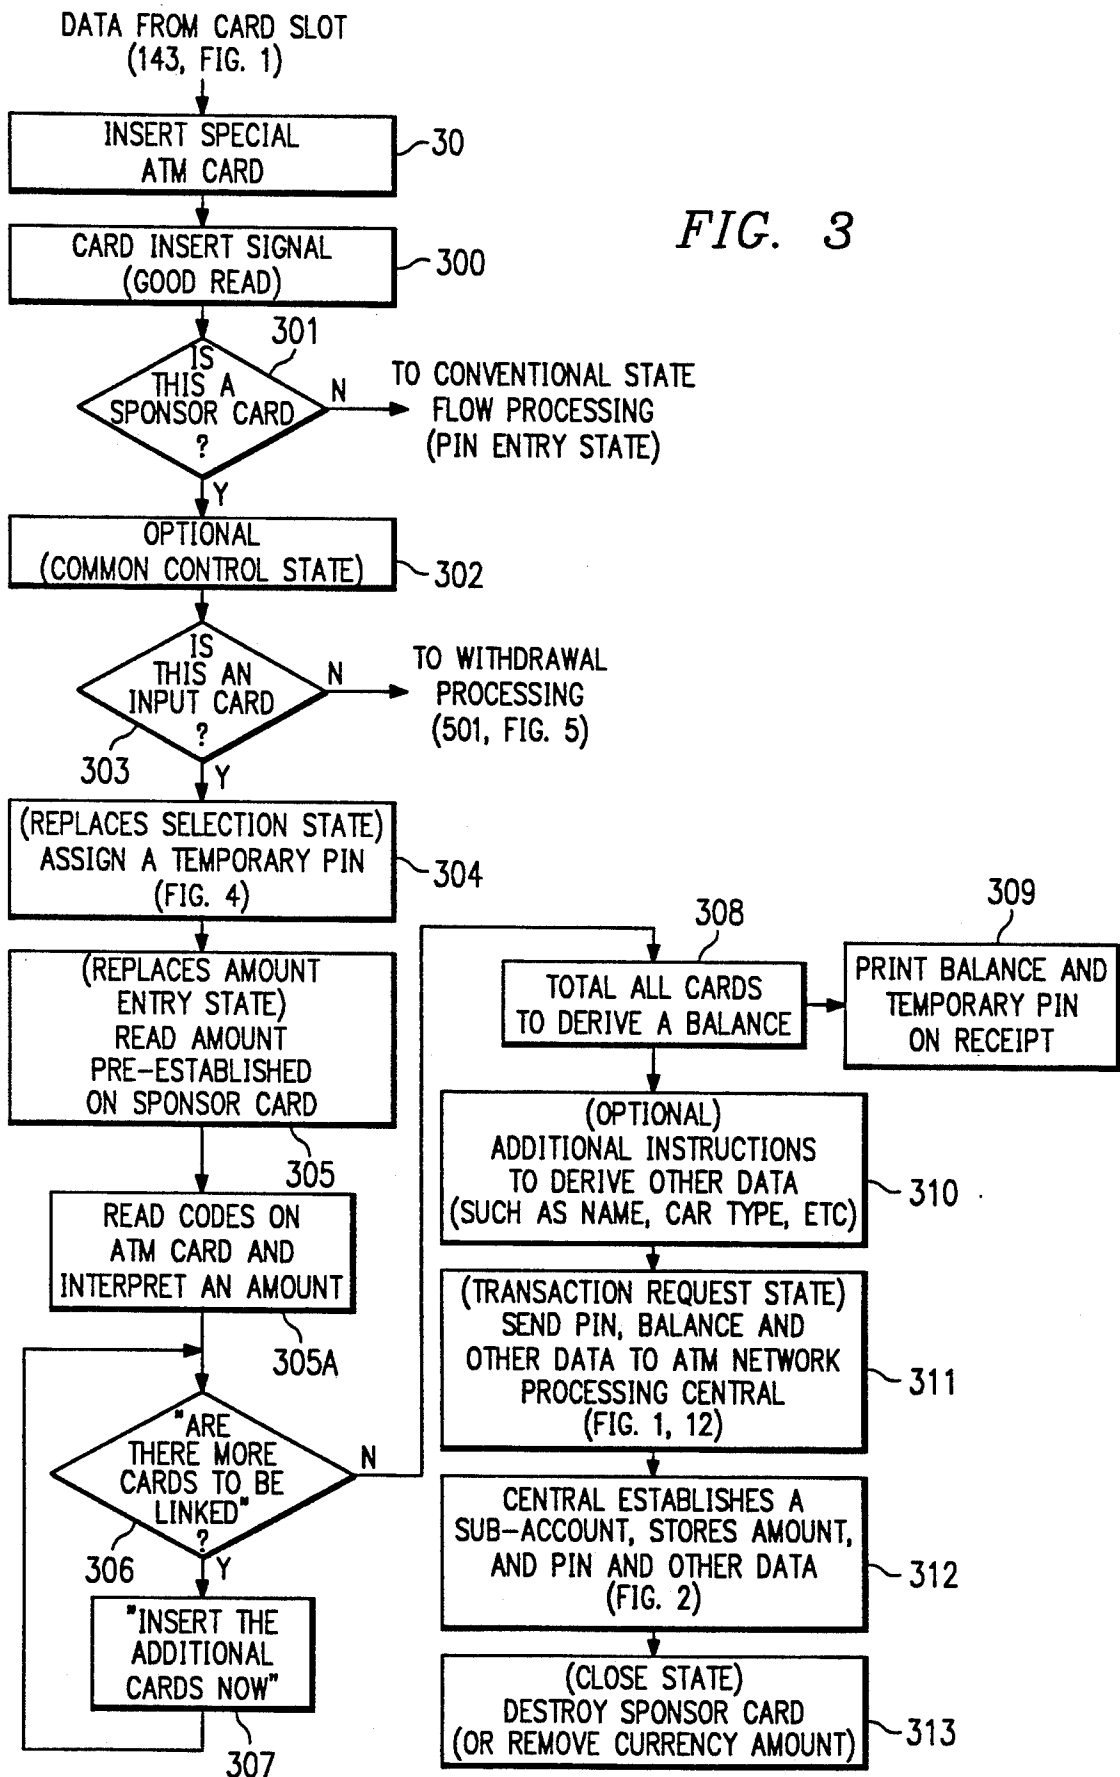 DATA FROM CARD SLOT
(143, FIG. 1)
INSERT SPECIAL
ATM CARD
30
FIG. 3
CARD INSERT SIGNAL
(GOOD READ)
300
301
IS
THIS A
SPONSOR CARD
?
N
TO CONVENTIONAL STATE
FLOW PROCESSING
(PIN ENTRY STATE)
Y
OPTIONAL
(COMMON CONTROL STATE)
302
IS
THIS AN
INPUT CARD
?
N
TO WITHDRAWAL
PROCESSING
(501, FIG. 5)
303
Y
(REPLACES SELECTION STATE)
ASSIGN A TEMPORARY PIN
(FIG. 4)
304
(REPLACES AMOUNT
ENTRY STATE)
READ AMOUNT
PRE-ESTABLISHED
ON SPONSOR CARD
305
READ CODES ON
ATM CARD AND
INTERPRET AN AMOUNT
305A
"ARE
THERE MORE
CARDS TO BE
LINKED"
?
N
306
Y
"INSERT THE
ADDITIONAL
CARDS NOW"
307
308
TOTAL ALL CARDS
TO DERIVE A BALANCE
309
PRINT BALANCE AND
TEMPORARY PIN
ON RECEIPT
(OPTIONAL)
ADDITIONAL INSTRUCTIONS
TO DERIVE OTHER DATA
(SUCH AS NAME, CAR TYPE, ETC)
310
(TRANSACTION REQUEST STATE)
SEND PIN, BALANCE AND
OTHER DATA TO ATM NETWORK
PROCESSING CENTRAL
(FIG. 1, 12)
311
CENTRAL ESTABLISHES A
SUB-ACCOUNT, STORES AMOUNT,
AND PIN AND OTHER DATA
(FIG. 2)
312
(CLOSE STATE)
DESTROY SPONSOR CARD
(OR REMOVE CURRENCY AMOUNT)
313